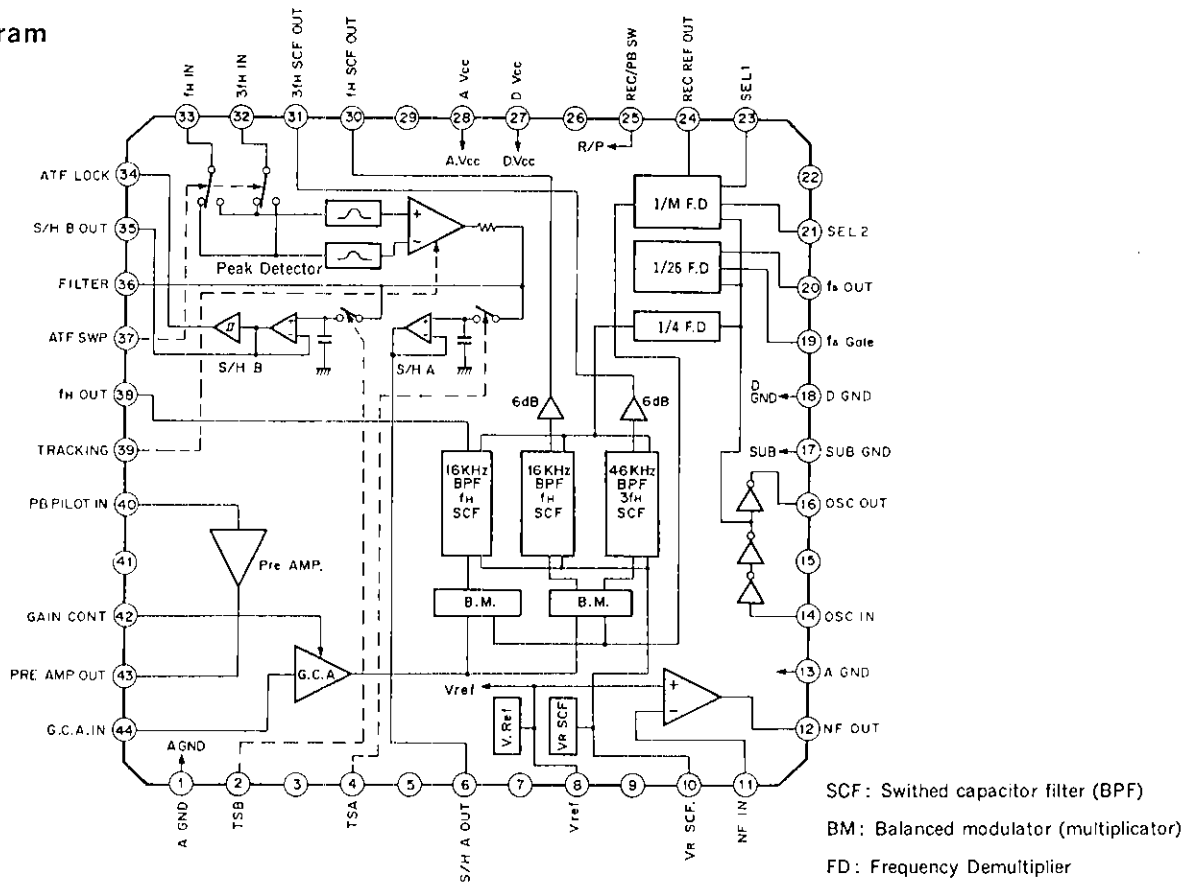 ram
fH IN
3fH IN
3fH SCF OUT
fH SCF OUT
A Vcc
D Vcc
REC/PB SW
REC REF OUT
SEL1
33
32
31
30
29
28
27
26
25
24
23
R/P
A.Vcc
D.Vcc
ATF LOCK 34
S/H B OUT 35
FILTER 36
ATF SWP 37
fH OUT 38
TRACKING 39
PB PILOT IN 40
41
GAIN CONT 42
PRE AMP OUT 43
G.C.A. IN 44
Peak Detector
+
−
S/H B
+
−
S/H A
+
−
6dB
6dB
16KHz
BPF
fH
SCF
16KHz
BPF
fH
SCF
46KHz
BPF
3fH
SCF
B.M.
B.M.
Pre AMP.
G.C.A
Vref
V.Ref
VR SCF
+
−
1/M F.D
1/26 F.D
1/4 F.D
22
21 SEL2
20 OUT
19 Gate
D
GND
18 D GND
SUB
17 SUB GND
16 OSC OUT
15
14 OSC IN
13 A GND
12 NF OUT
A GND
1
2
3
4
5
6
7
8
9
10
11
A GND
TSB
TSA
S/H A OUT
Vref
VR SCF.
NF IN
SCF: Swithed capacitor filter (BPF)
BM: Balanced modulator (multiplicator)
FD: Frequency Demultiplier